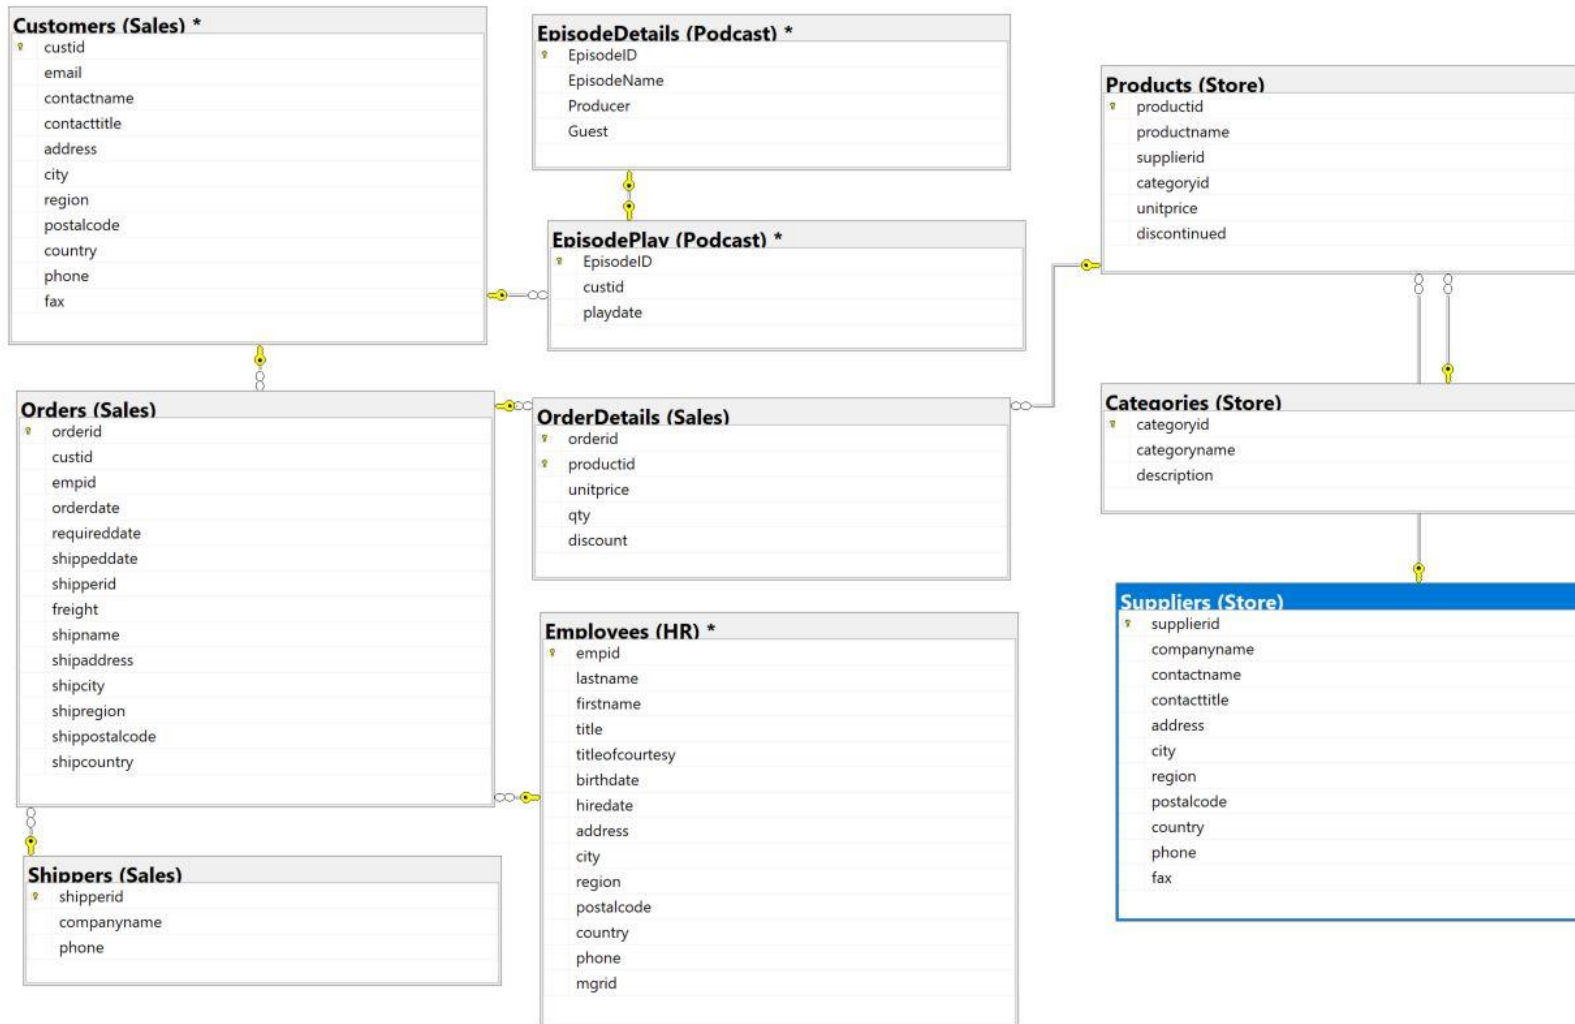 Customers (Sales) *
custid
email
contactname
contacttitle
address
city
region
postalcode
country
phone
fax
EpisodeDetails (Podcast) *
EpisodeID
EpisodeName
Producer
Guest
EpisodePlay (Podcast) *
EpisodeID
custid
playdate
Products (Store)
productid
productname
supplierid
categoryid
unitprice
discontinued
Orders (Sales)
orderid
custid
empid
orderdate
requireddate
shippeddate
shipperid
freight
shipname
shipaddress
shipcity
shipregion
shippostalcode
shipcountry
OrderDetails (Sales)
orderid
productid
unitprice
qty
discount
Categories (Store)
categoryid
categoryname
description
Employees (HR) *
empid
lastname
firstname
title
titleofcourtesy
birthdate
hiredate
address
city
region
postalcode
country
phone
mgrid
Suppliers (Store)
supplierid
companyname
contactname
contacttitle
address
city
region
postalcode
country
phone
fax
Shippers (Sales)
shipperid
companyname
phone